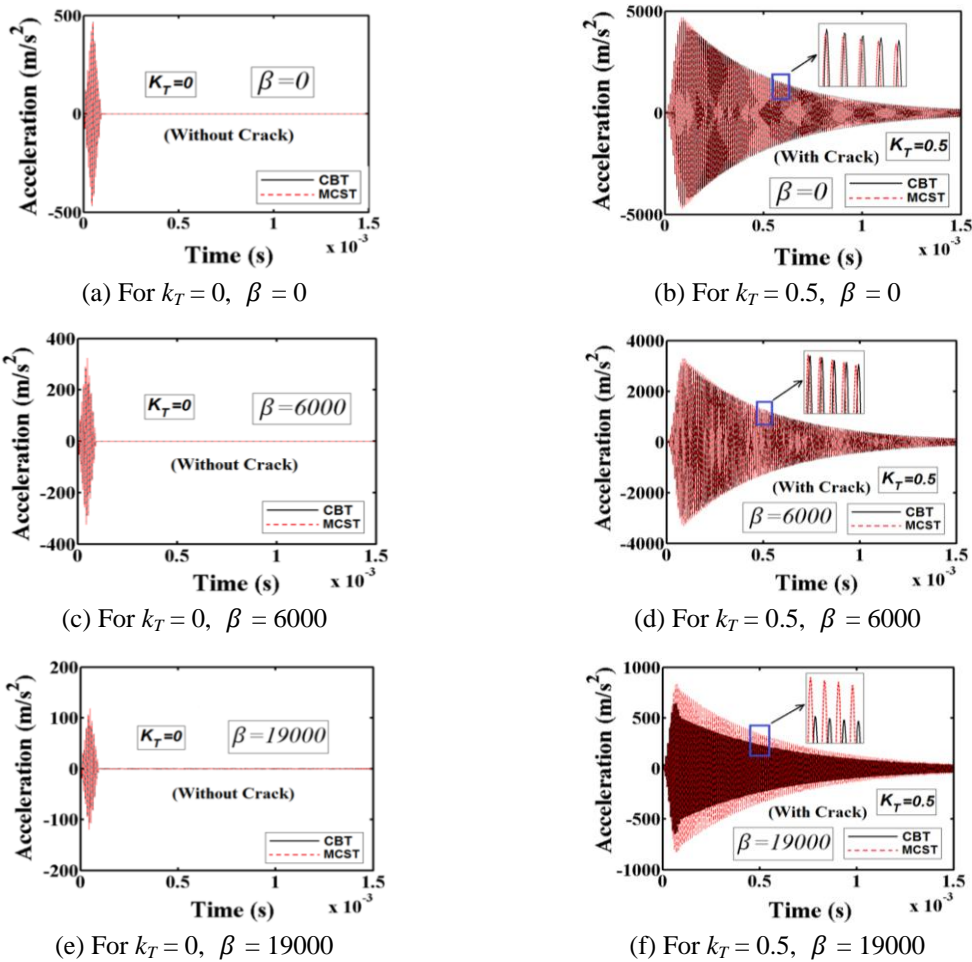 Acceleration (m/s²)
500
0
-500
K_T=0
β=0
(Without Crack)
CBT
MCST
0
0.5
1
1.5
x 10⁻³
Time (s)
(a) For k_T = 0, β = 0
Acceleration (m/s²)
5000
0
-5000
K_T=0.5
(With Crack)
β=0
CBT
MCST
0
0.5
1
1.5
x 10⁻³
Time (s)
(b) For k_T = 0.5, β = 0
Acceleration (m/s²)
400
200
0
-200
-400
K_T=0
β=6000
(Without Crack)
CBT
MCST
0
0.5
1
1.5
x 10⁻³
Time (s)
(c) For k_T = 0, β = 6000
Acceleration (m/s²)
4000
2000
0
-2000
-4000
(With Crack)
K_T=0.5
β=6000
CBT
MCST
0
0.5
1
1.5
x 10⁻³
Time (s)
(d) For k_T = 0.5, β = 6000
Acceleration (m/s²)
200
100
0
-100
-200
K_T=0
β=19000
(Without Crack)
CBT
MCST
0
0.5
1
1.5
x 10⁻³
Time (s)
(e) For k_T = 0, β = 19000
Acceleration (m/s²)
1000
500
0
-500
-1000
K_T=0.5
(With Crack)
β=19000
CBT
MCST
0
0.5
1
1.5
x 10⁻³
Time (s)
(f) For k_T = 0.5, β = 19000